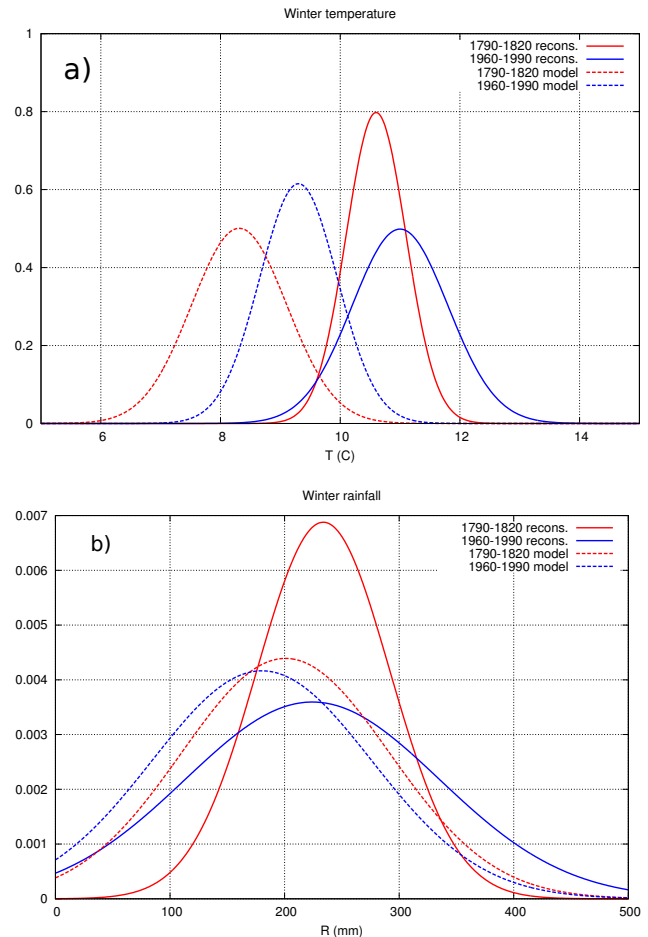 Winter temperature
1
0.8
0.6
0.4
0.2
0
6
8
10
12
14
T (C)
a)
1790-1820 recons.
1960-1990 recons.
1790-1820 model
1960-1990 model
Winter rainfall
0.007
0.006
0.005
0.004
0.003
0.002
0.001
0
0
100
200
300
400
500
R (mm)
b)
1790-1820 recons.
1960-1990 recons.
1790-1820 model
1960-1990 model